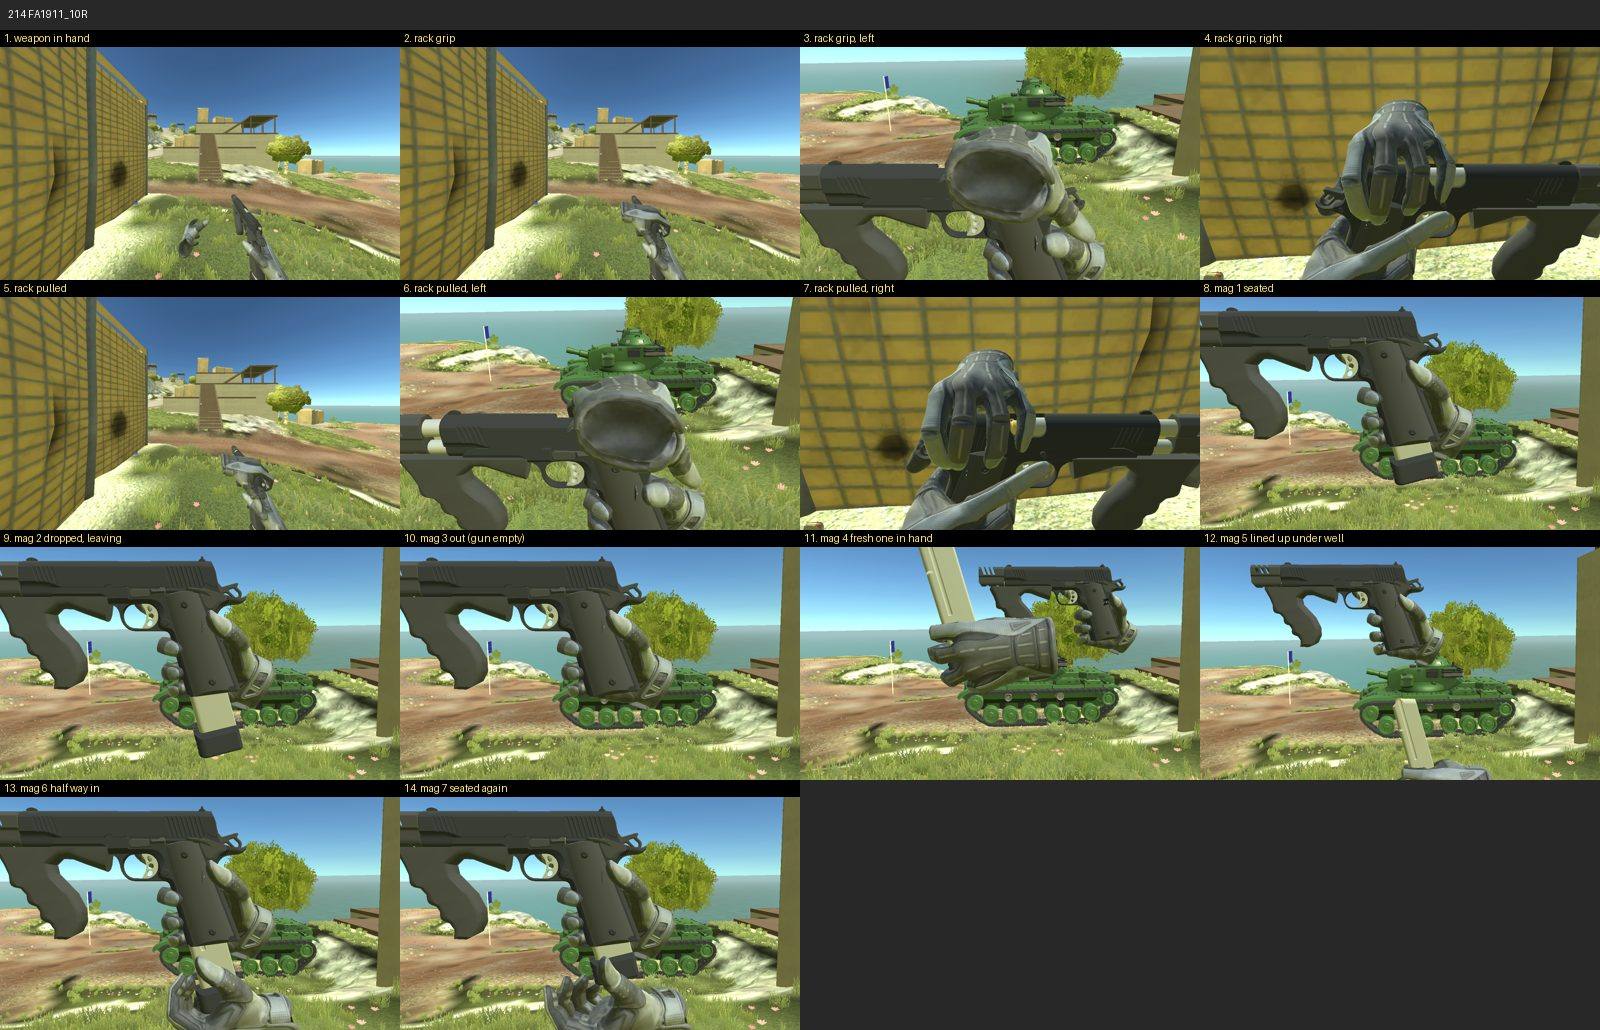 214 FA1911_10R
1. weapon in hand
2. rack grip
3. rack grip, left
4. rack grip, right
5. rack pulled
6. rack pulled, left
7. rack pulled, right
8. mag 1 seated
9. mag 2 dropped, leaving
10. mag 3 out (gun empty)
11. mag 4 fresh one in hand
12. mag 5 lined up under well
13. mag 6 half way in
14. mag 7 seated again